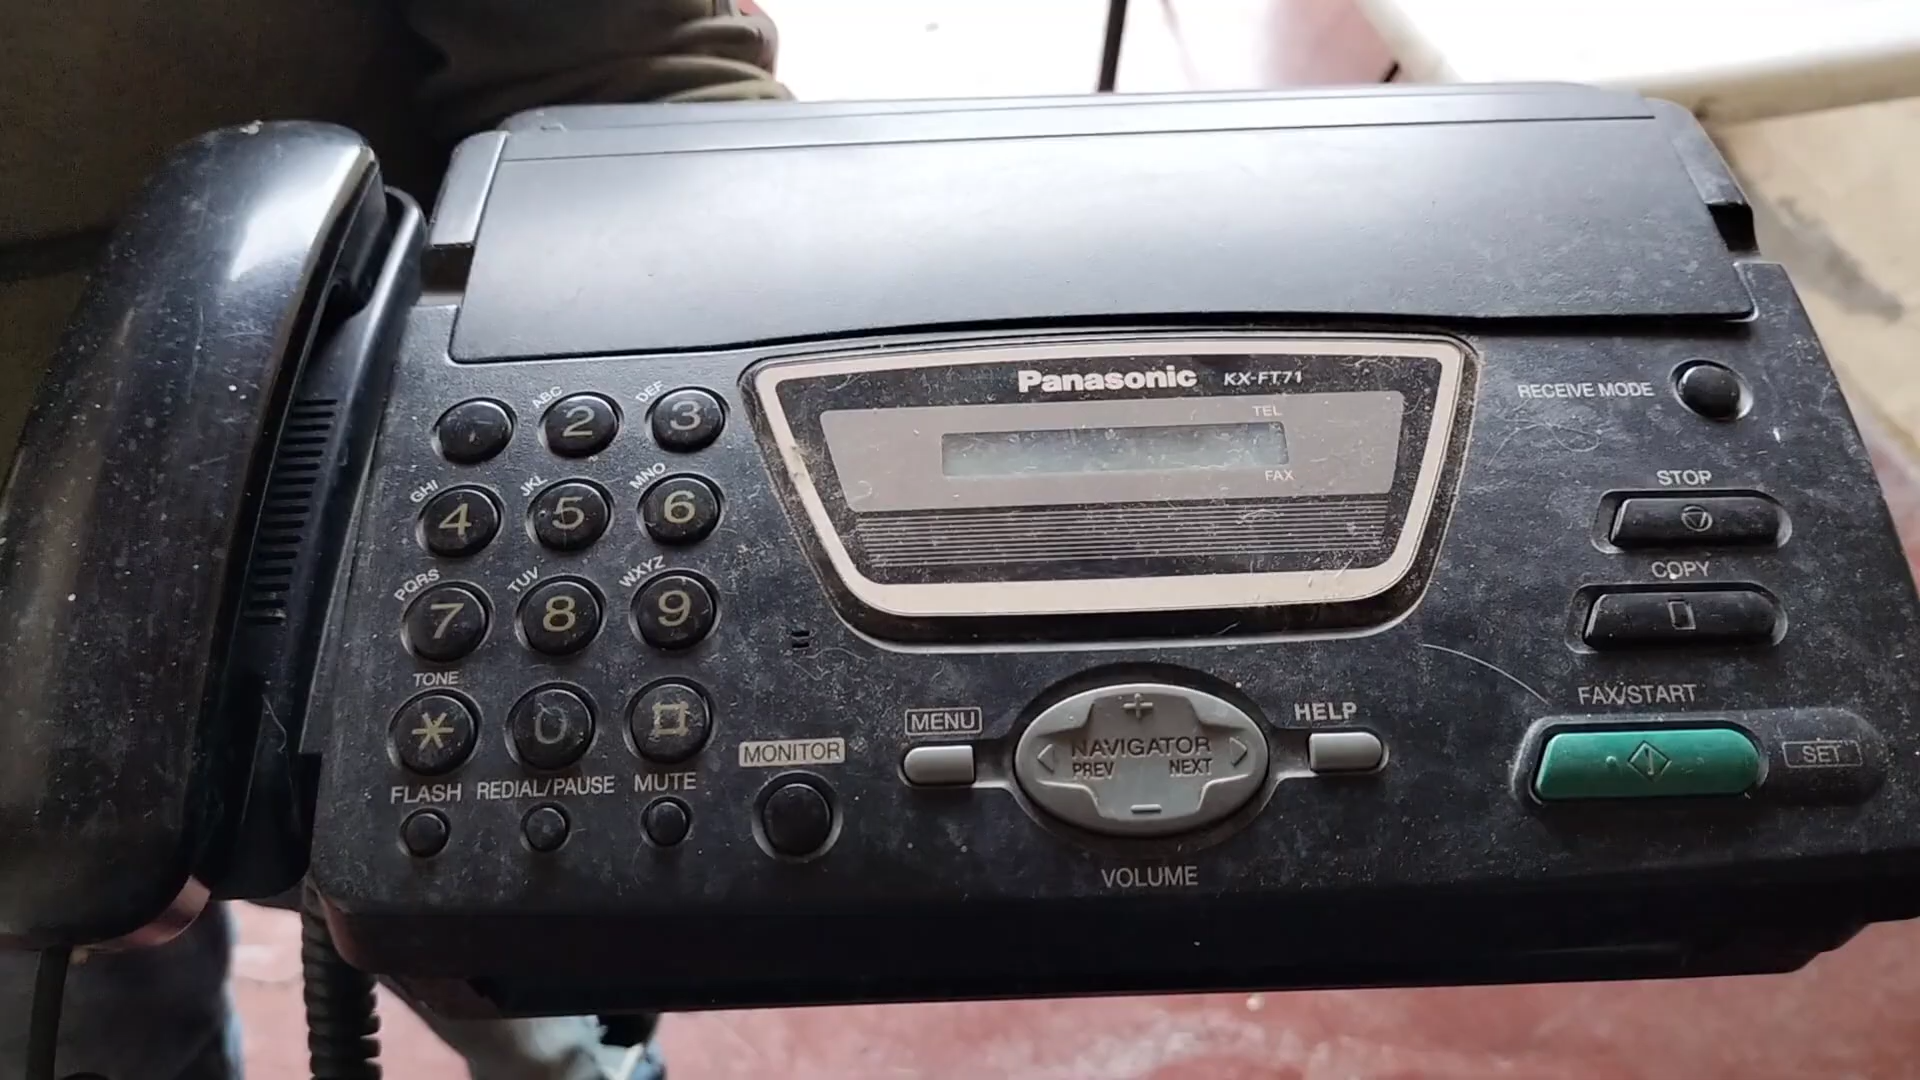 Panasonic KX-FT71
TEL
FAX
RECEIVE MODE
STOP
COPY
FAX/START
SET
ABC
DEF
2
3
GHI
JKL
MNO
4
5
6
PQRS
TUV
WXYZ
7
8
9
TONE
*
0
#
FLASH
REDIAL/PAUSE
MUTE
MONITOR
MENU
+
NAVIGATOR
PREV
NEXT
−
HELP
VOLUME